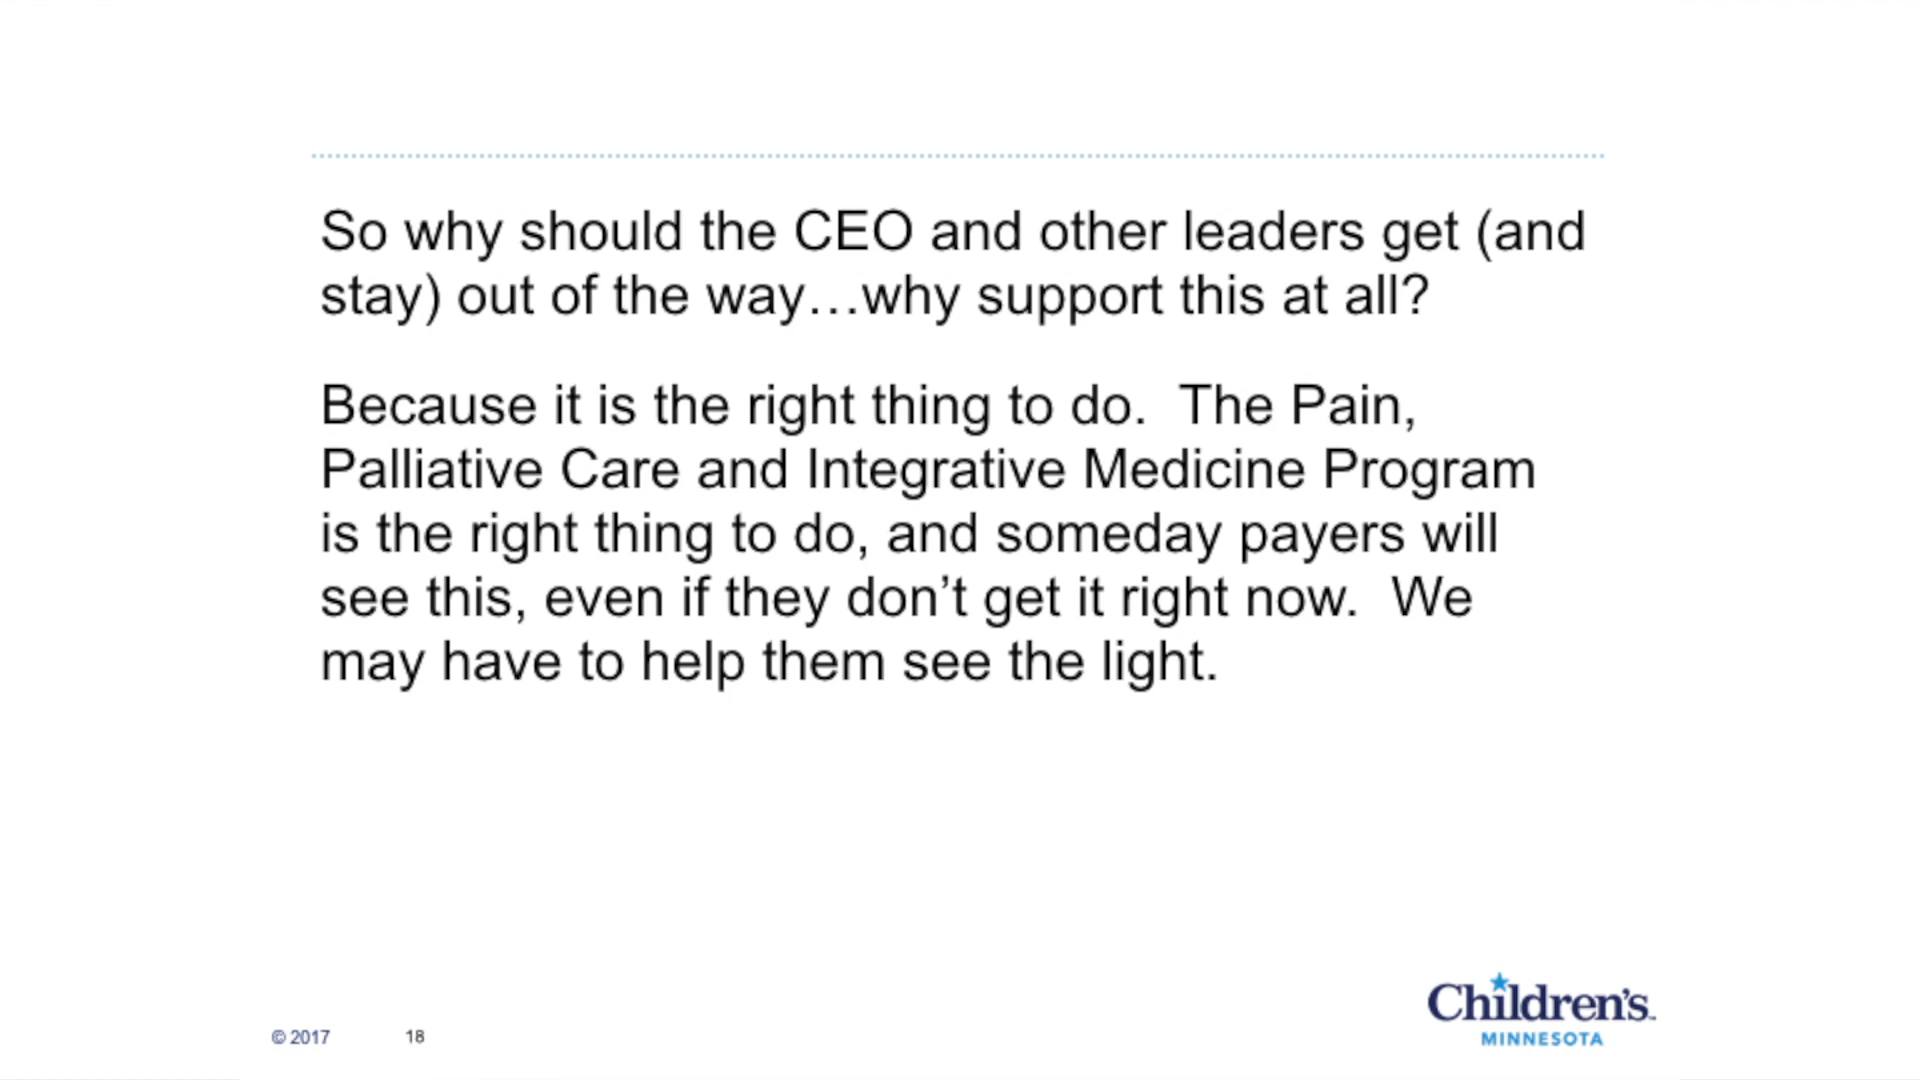 So why should the CEO and other leaders get (and
stay) out of the way…why support this at all?
Because it is the right thing to do.  The Pain,
Palliative Care and Integrative Medicine Program
is the right thing to do, and someday payers will
see this, even if they don’t get it right now.  We
may have to help them see the light.
© 2017
18
Children's
MINNESOTA